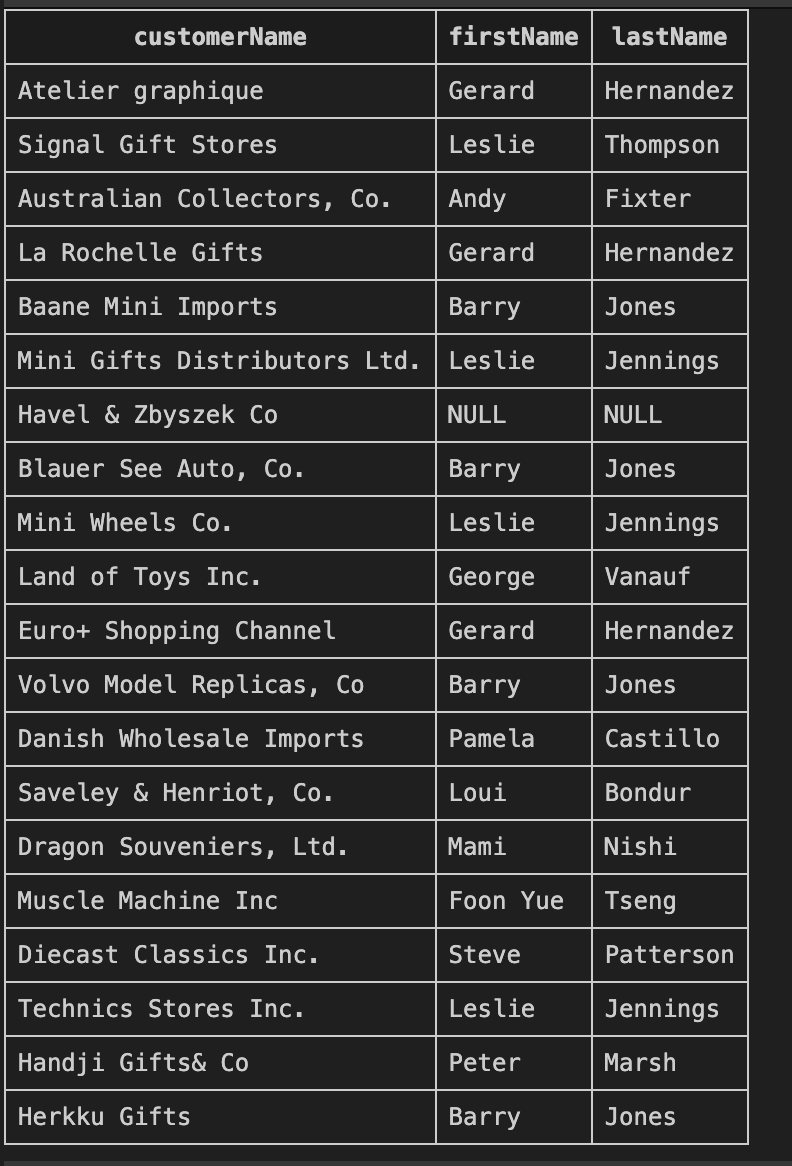 customerName firstName lastName
Atelier graphique Gerard Hernandez
Signal Gift Stores Leslie Thompson
Australian Collectors, Co. Andy Fixter
La Rochelle Gifts Gerard Hernandez
Baane Mini Imports Barry Jones
Mini Gifts Distributors Ltd. Leslie Jennings
Havel & Zbyszek Co NULL NULL
Blauer See Auto, Co. Barry Jones
Mini Wheels Co. Leslie Jennings
Land of Toys Inc. George Vanauf
Euro+ Shopping Channel Gerard Hernandez
Volvo Model Replicas, Co Barry Jones
Danish Wholesale Imports Pamela Castillo
Saveley & Henriot, Co. Loui Bondur
Dragon Souveniers, Ltd. Mami Nishi
Muscle Machine Inc Foon Yue Tseng
Diecast Classics Inc. Steve Patterson
Technics Stores Inc. Leslie Jennings
Handji Gifts& Co Peter Marsh
Herkku Gifts Barry Jones